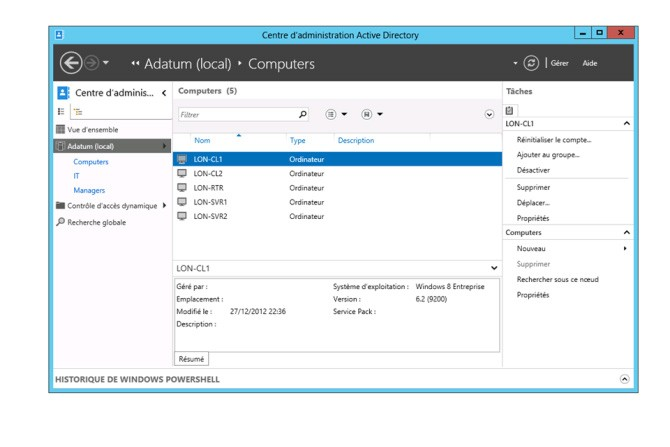 Centre d'administration Active Directory
Adatum (local) • Computers
Gérer Aide
Centre d'adminis...
Vue d'ensemble
Adatum (local)
Computers
IT
Managers
Contrôle d'accès dynamique
Recherche globale
Computers (5)
Filtrer
Nom Type Description
LON-CL1 Ordinateur
LON-CL2 Ordinateur
LON-RTR Ordinateur
LON-SVR1 Ordinateur
LON-SVR2 Ordinateur
LON-CL1
Géré par :
Emplacement :
Modifié le : 27/12/2012 22:36
Description :
Système d'exploitation : Windows 8 Entreprise
Version : 6.2 (9200)
Service Pack :
Résumé
Tâches
LON-CL1
Réinitialiser le compte...
Ajouter au groupe...
Désactiver
Supprimer
Déplacer...
Propriétés
Computers
Nouveau
Supprimer
Rechercher sous ce nœud
Propriétés
HISTORIQUE DE WINDOWS POWERSHELL